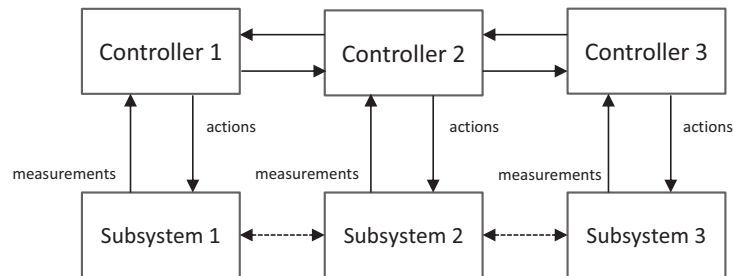 Controller 1
Controller 2
Controller 3
actions
actions
actions
measurements
measurements
measurements
Subsystem 1
Subsystem 2
Subsystem 3